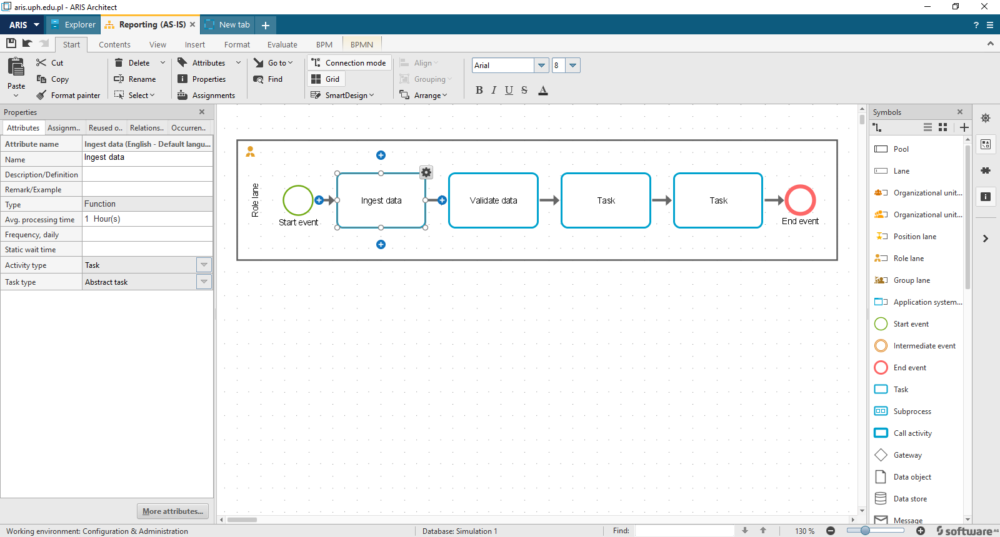 aris.uph.edu.pl - ARIS Architect
ARIS Explorer Reporting (AS-IS) New tab
Start Contents View Insert Format Evaluate BPM BPMN
Paste
Cut
Copy
Format painter
Delete
Rename
Select
Attributes
Properties
Assignments
Go to
Find
Connection mode
Grid
SmartDesign
Align
Grouping
Arrange
Arial 8
B I U S A
Properties
Attributes Assignm.. Reused o.. Relations.. Occurren..
Attribute name Ingest data (English - Default langu...
Name Ingest data
Description/Definition
Remark/Example
Type Function
Avg. processing time 1 Hour(s)
Frequency, daily
Static wait time
Activity type Task
Task type Abstract task
More attributes...
Role lane
Start event
Ingest data
Validate data
Task
Task
End event
Symbols
Pool
Lane
Organizational unit...
Organizational unit...
Position lane
Role lane
Group lane
Application system...
Start event
Intermediate event
End event
Task
Subprocess
Call activity
Gateway
Data object
Data store
Message
Working environment: Configuration & Administration Database: Simulation 1 Find: 130 % software AG